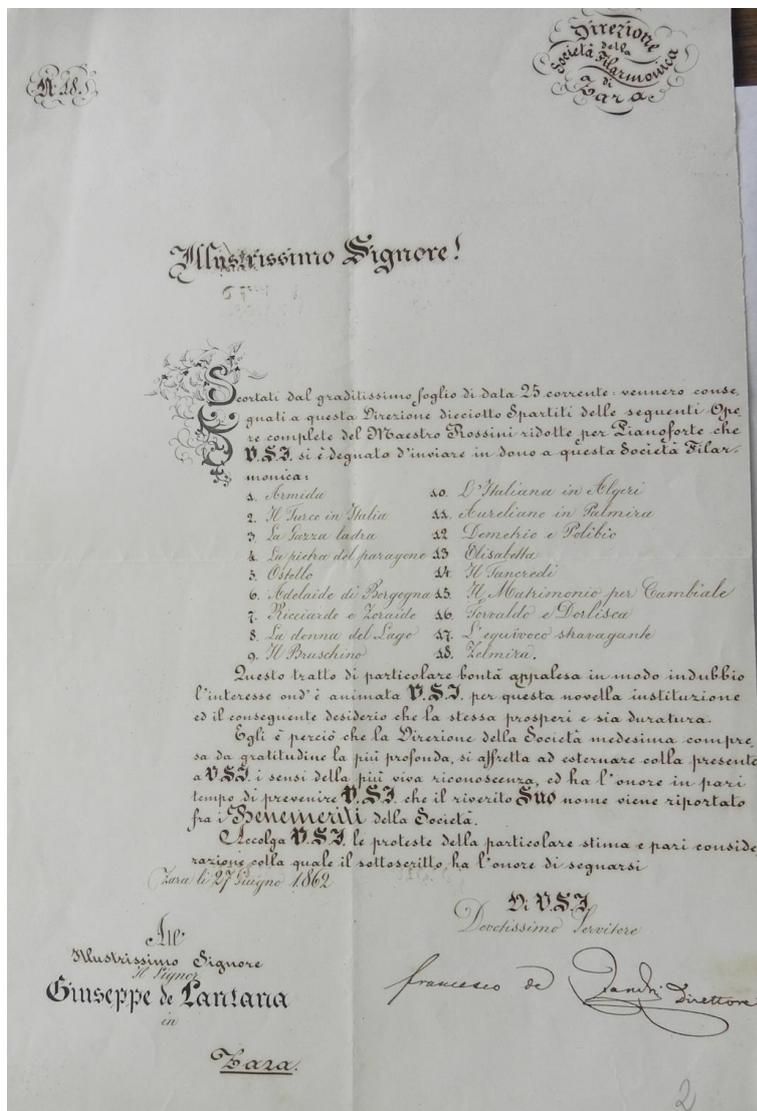 N. 18
Direzione
della
Società Filarmonica
di
a Zara
Illustrissimo Signore!
Scortati dal graditissimo foglio di data 25 corrente: vennero conse,
gnati a questa Direzione dieciotto Spartiti delle seguenti Ope-
re complete del Maestro Rossini ridotte per Pianoforte che
V.S.I. si è degnato d'inviare in dono a questa Società Filar-
monica:
1. Armida
2. Il Turco in Italia
3. La Gazza ladra
4. La pietra del paragone
5. Otello
6. Adelaide di Borgogna
7. Ricciardo e Zoraide
8. La donna del Lago
9. Il Bruschino
10. L'Italiana in Algeri
11. Aureliano in Palmira
12 Demetrio e Polibio
13 Elisabetta
14. Il Tancredi
15. Il Matrimonio per Cambiale
16. Torvaldo e Dorlisca
17. L'equivoco stravagante
18. Zelmira.
Questo tratto di particolare bontà appalesa in modo indubbio
l'interesse ond'è animata V.S.I. per questa novella instituzione
ed il conseguente desiderio che la stessa prosperi e sia duratura.
Egli è perciò che la Direzione della Società medesima compre,
sa da gratitudine la più profonda, si affretta ad esternare colla presente
a V.S.I. i sensi della più viva riconoscenza, ed ha l'onore in pari
tempo di prevenire V.S.I. che il riverito Suo nome viene riportato
fra i Benemeriti della Società.
Accolga V.S.I. le proteste della particolare stima e pari conside
razione colla quale il sottoscritto ha l'onore di segnarsi
Zara li 27 Giugno 1862
Di V.S.I.
Devotissimo Servitore
francesco de Direttore
All'
Illustrissimo Signore
Il Signor
Giuseppe de Lantana
in
Zara.
2